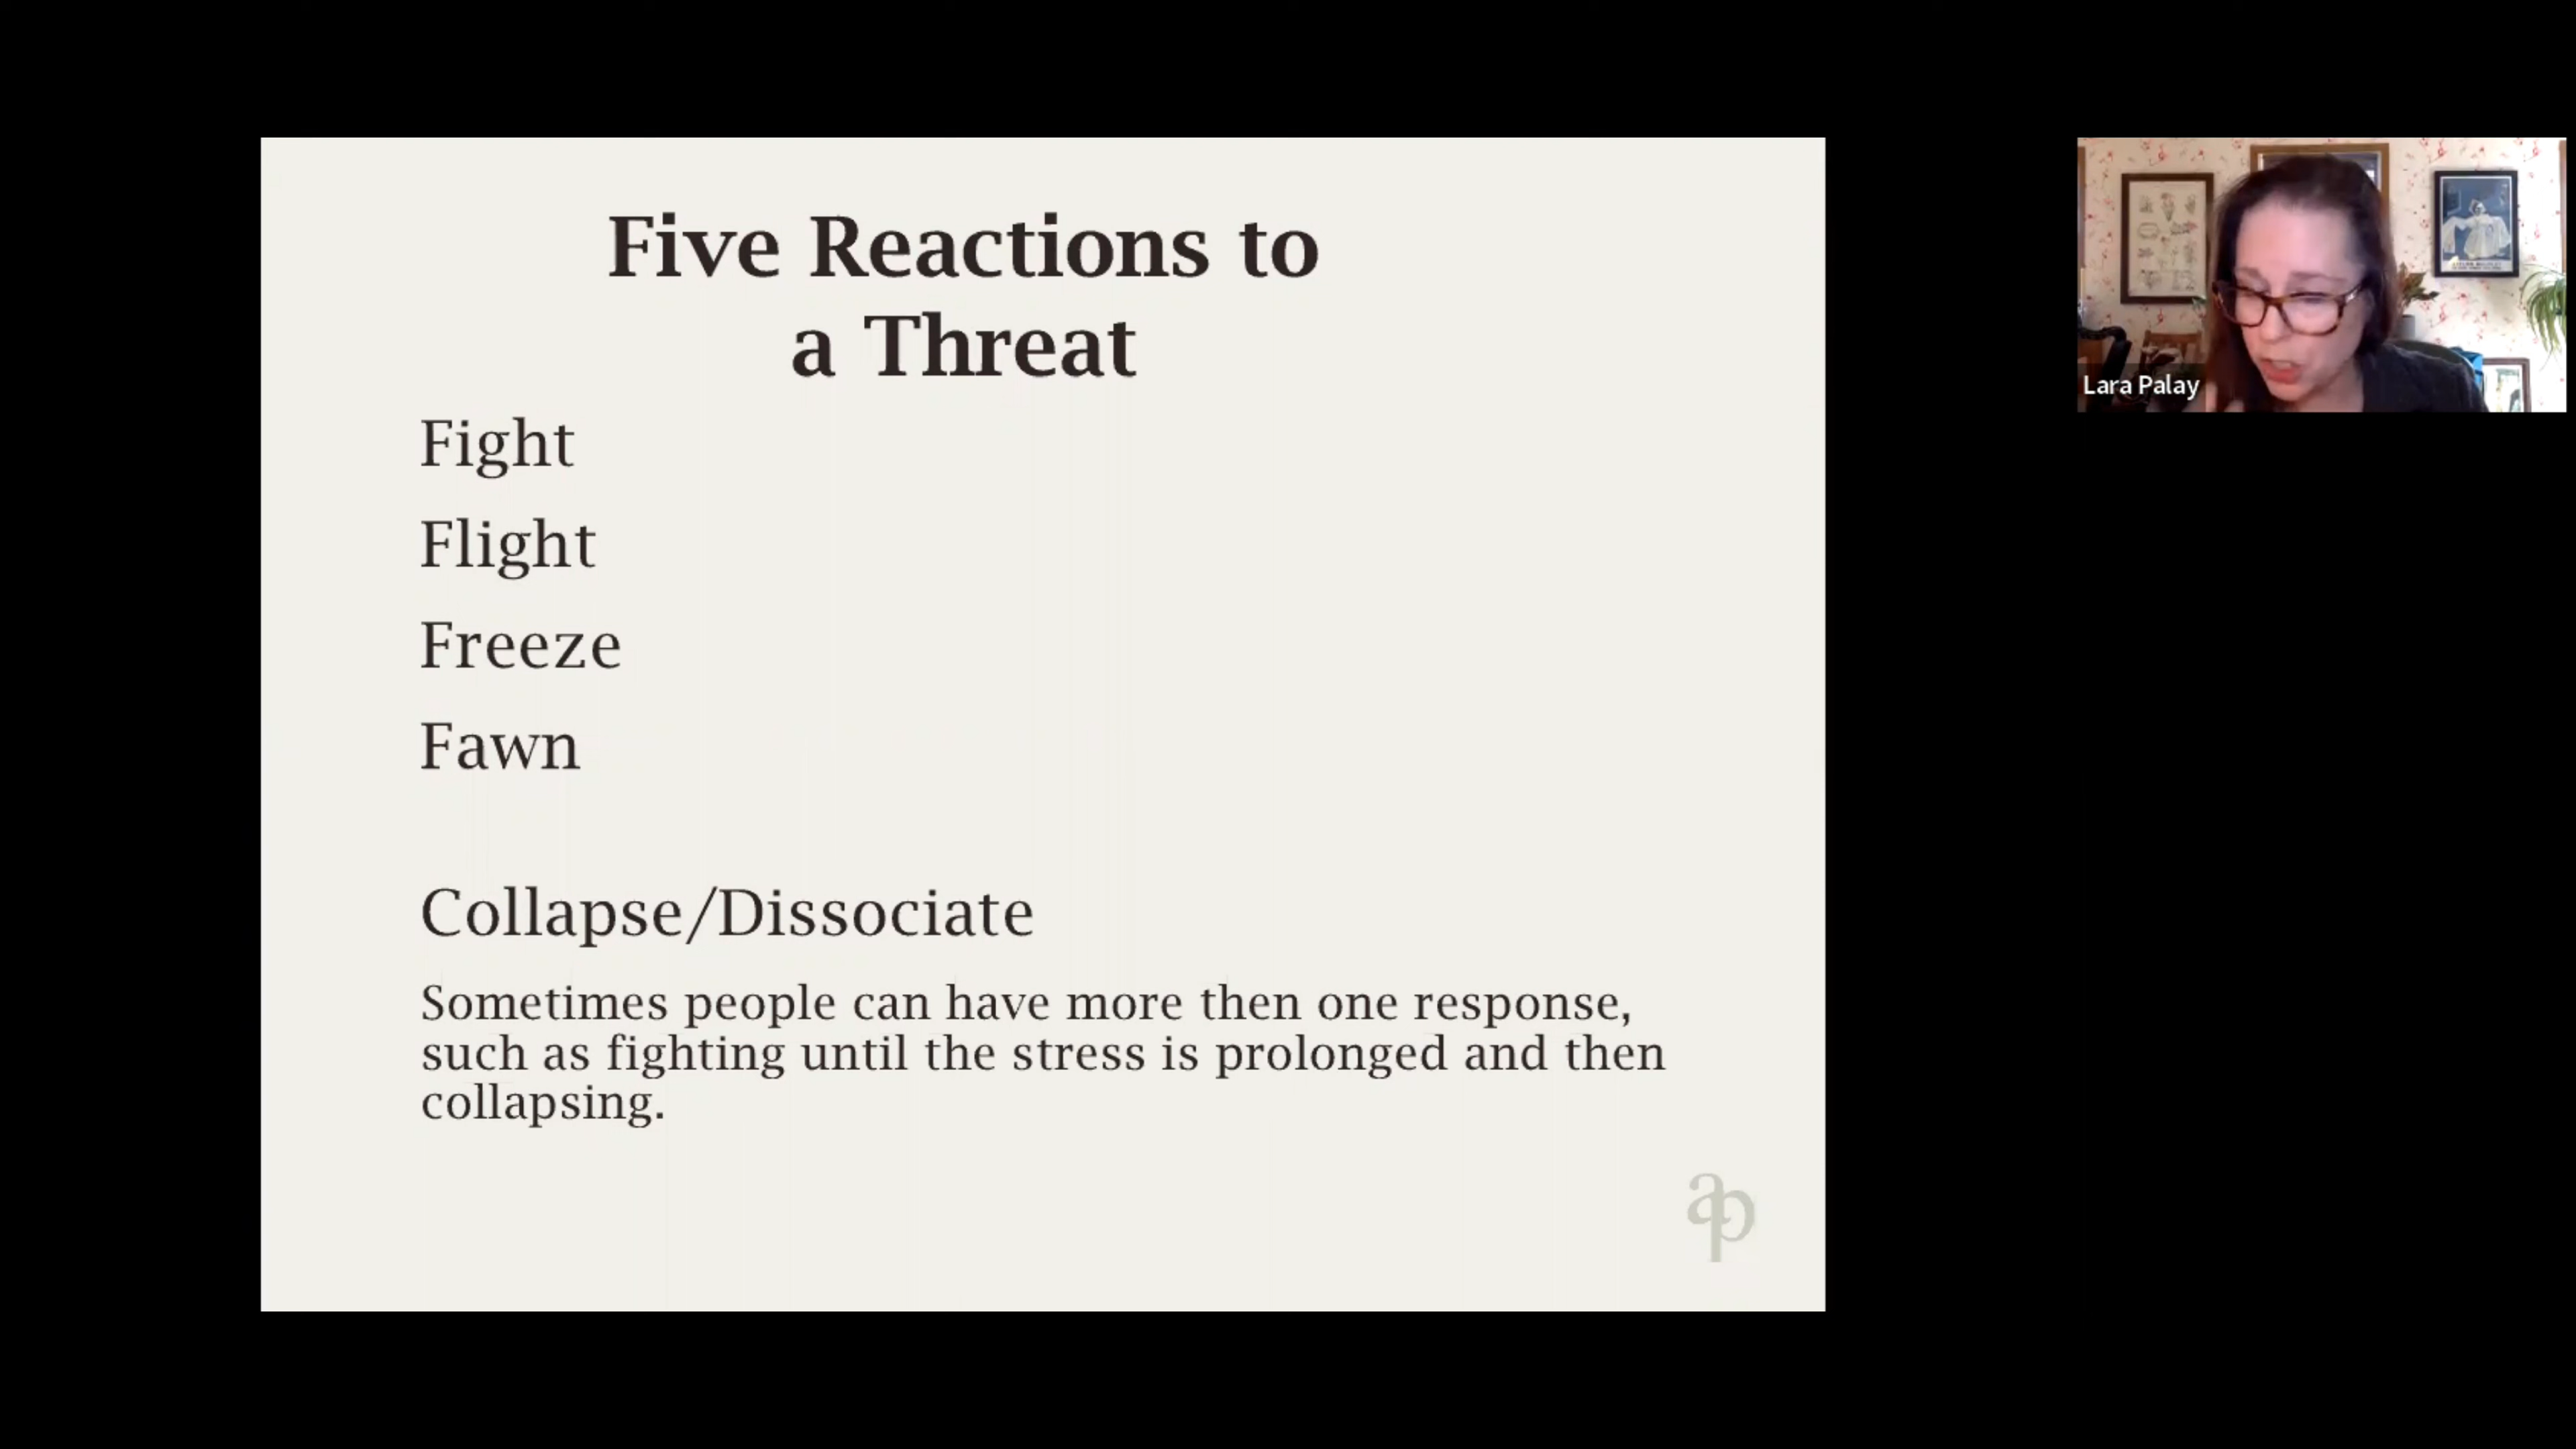 Five Reactions to
a Threat
Fight
Flight
Freeze
Fawn
Collapse/Dissociate
Sometimes people can have more then one response,
such as fighting until the stress is prolonged and then
collapsing.
ap
Lara Palay